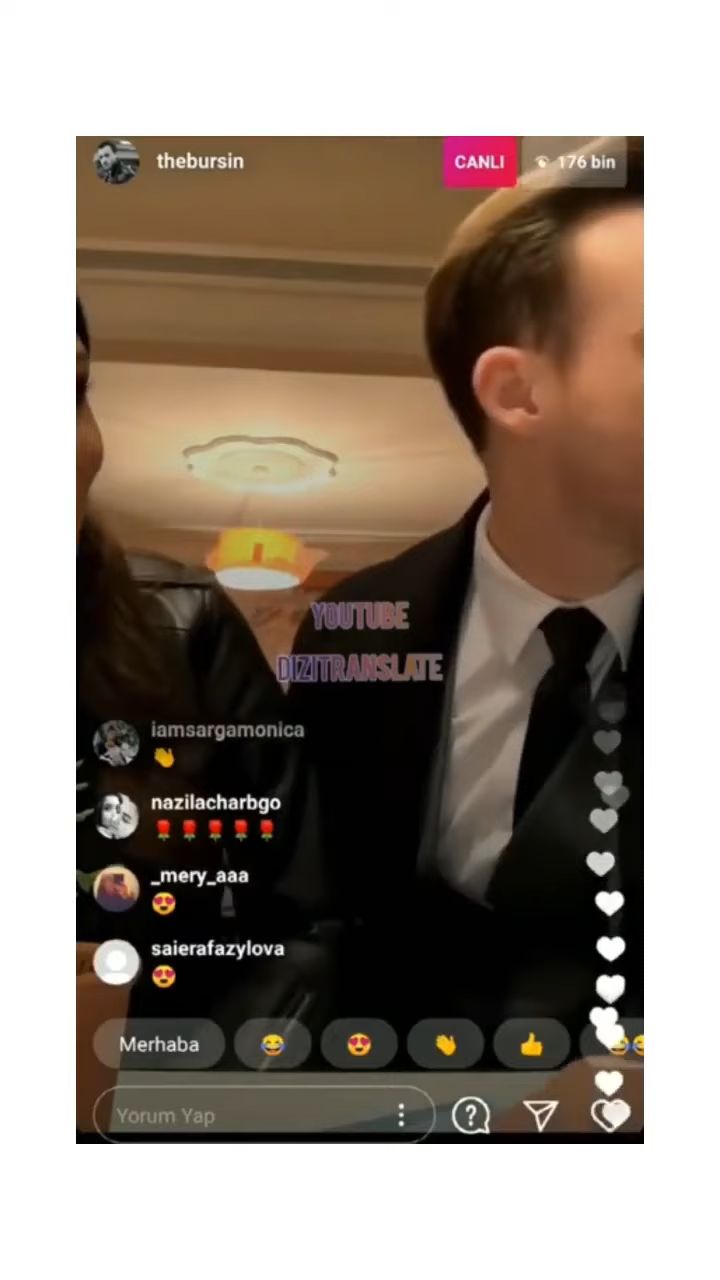 thebursin
CANLI
176 bin
YOUTUBE
DIZITRANSLATE
iamsargamonica
👋
nazilacharbgo
🌹🌹🌹🌹🌹
_mery_aaa
😍
saierafazylova
😍
Merhaba 😂 😍 👋 👍 😂😂
Yorum Yap